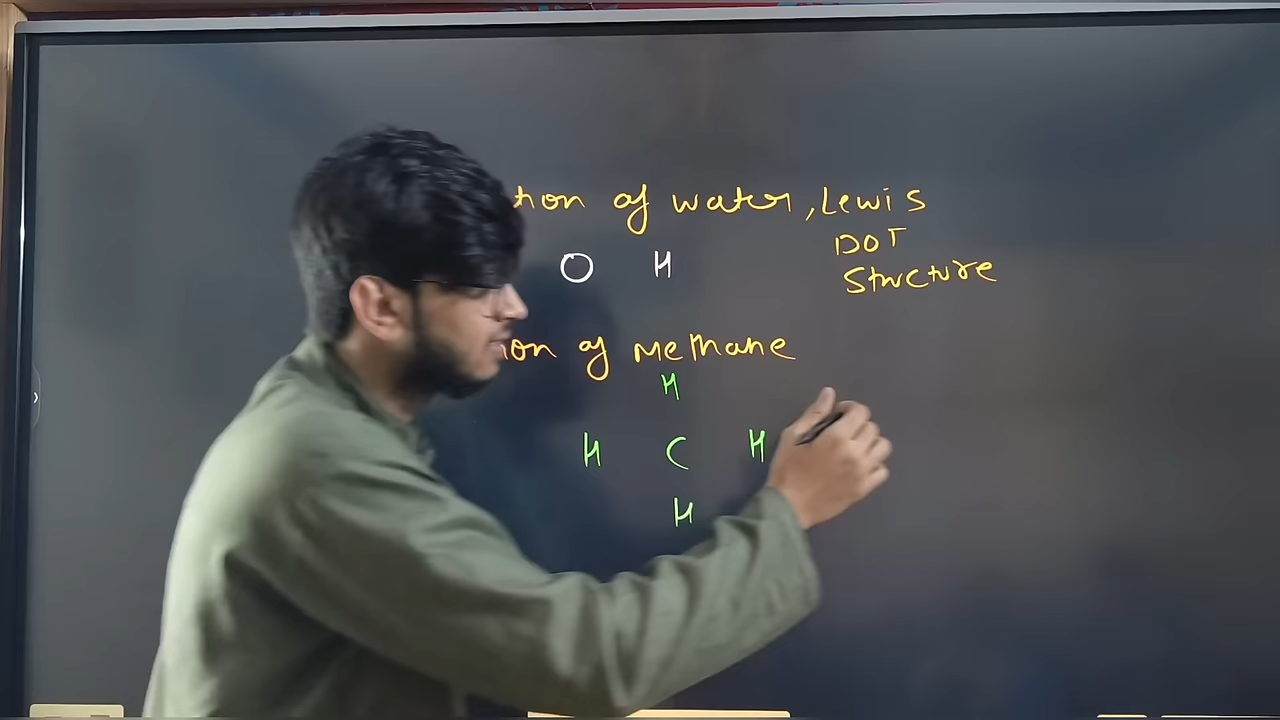 tion of water, Lewis
DOT
Structure
O H
ion of Methane
H
H C H
H